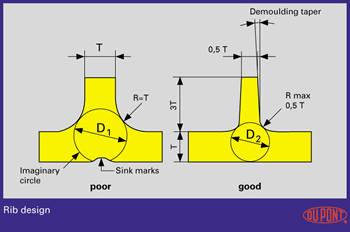 Demoulding taper
T
0,5 T
R=T
R max
0,5 T
3T
D1
D2
T
Imaginary
circle
Sink marks
poor
good
Rib design
DUPONT